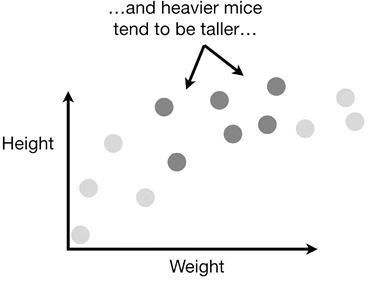 …and heavier mice
tend to be taller…
Height
Weight